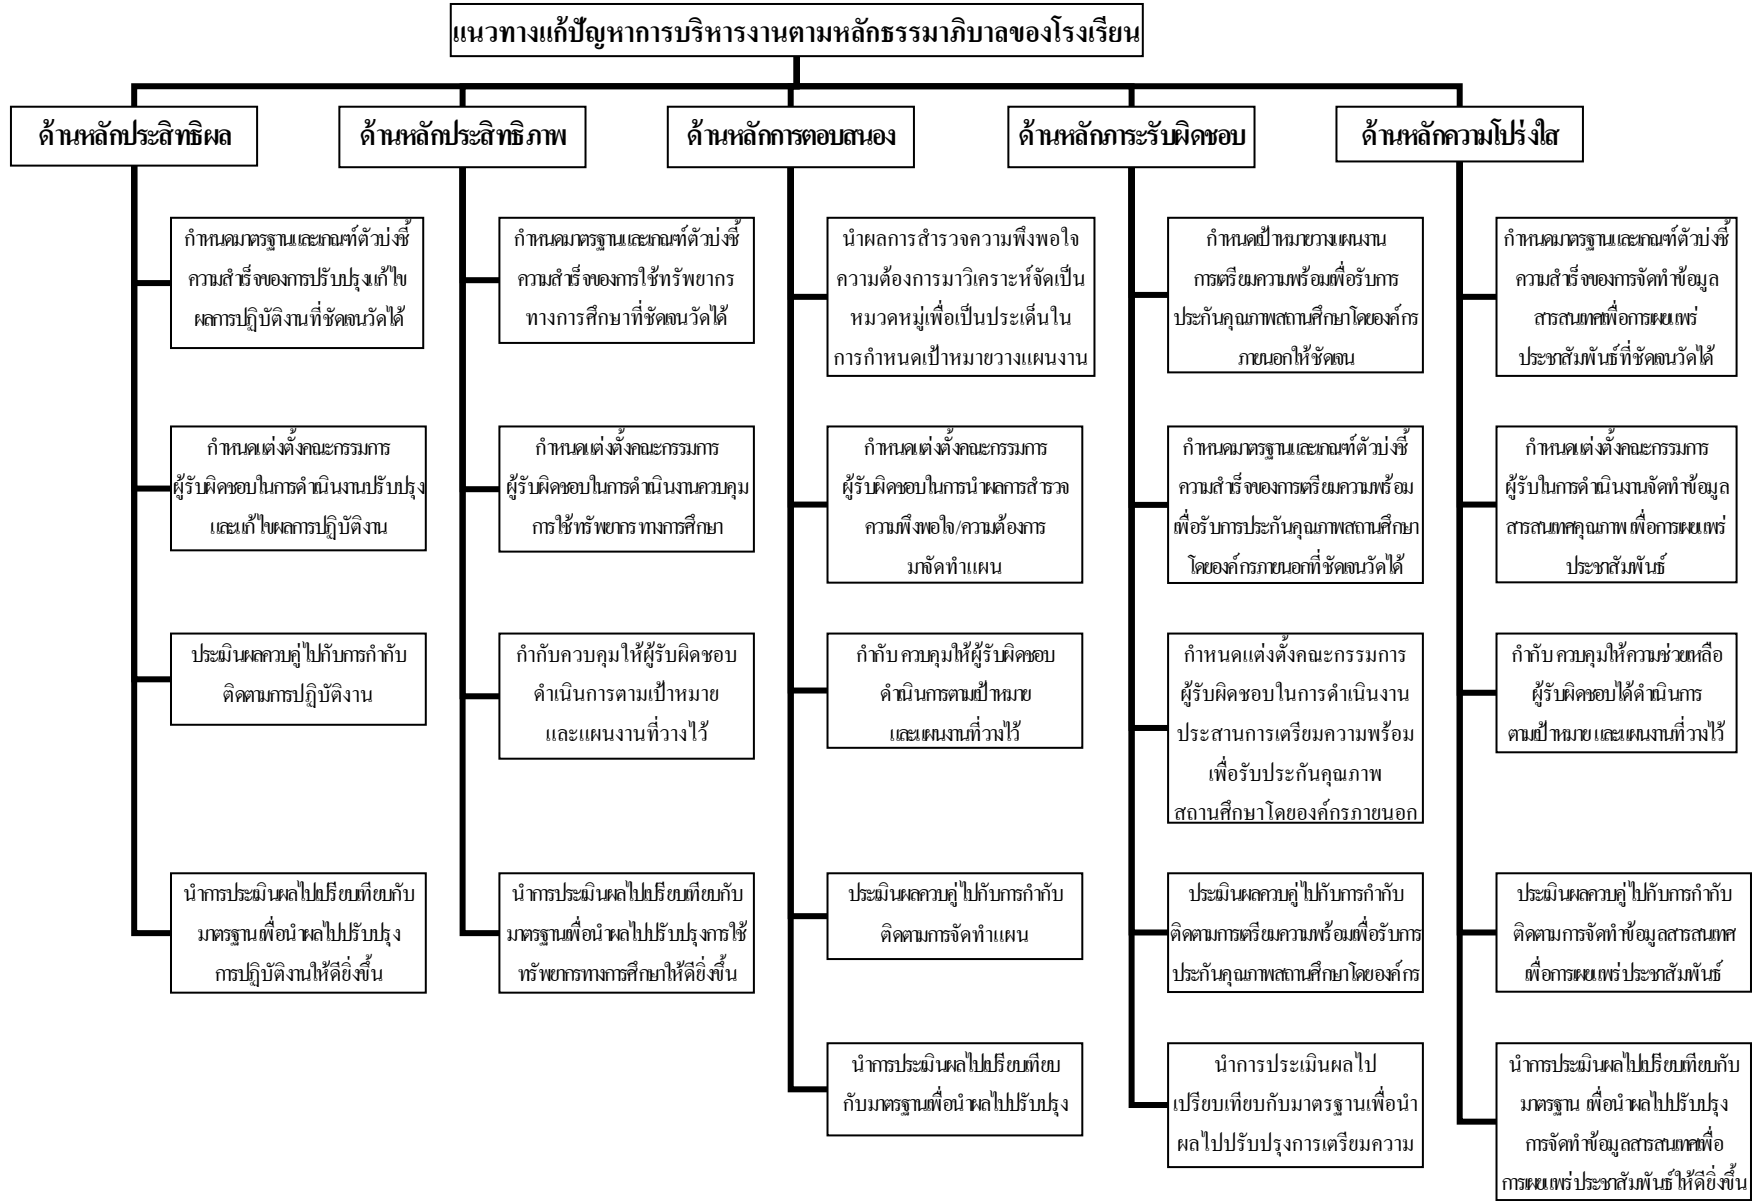 แนวทางแก้ปัญหาการบริหารงานตามหลักธรรมาภิบาลของโรงเรียน
ด้านหลักประสิทธิผล
กำหนดมาตรฐานและเกณฑ์ตัวบ่งชี้
ความสำเร็จของการปรับปรุงแก้ไข
ผลการปฏิบัติงานที่ชัดเจนวัดได้
กำหนดแต่งตั้งคณะกรรมการ
ผู้รับผิดชอบในการดำเนินงานปรับปรุง
และแก้ไขผลการปฏิบัติงาน
ประเมินผลควบคู่ไปกับการกำกับ
ติดตามการปฏิบัติงาน
นำการประเมินผลไปเปรียบเทียบกับ
มาตรฐานเพื่อนำผลไปปรับปรุง
การปฏิบัติงานให้ดียิ่งขึ้น
ด้านหลักประสิทธิภาพ
กำหนดมาตรฐานและเกณฑ์ตัวบ่งชี้
ความสำเร็จของการใช้ทรัพยากร
ทางการศึกษาที่ชัดเจนวัดได้
กำหนดแต่งตั้งคณะกรรมการ
ผู้รับผิดชอบในการดำเนินงานควบคุม
การใช้ทรัพยากร ทางการศึกษา
กำกับควบคุมให้ผู้รับผิดชอบ
ดำเนินการตามเป้าหมาย
และแผนงานที่วางไว้
นำการประเมินผลไปเปรียบเทียบกับ
มาตรฐานเพื่อนำผลไปปรับปรุงการใช้
ทรัพยากรทางการศึกษาให้ดียิ่งขึ้น
ด้านหลักการตอบสนอง
นำผลการสำรวจความพึงพอใจ
ความต้องการมาวิเคราะห์จัดเป็น
หมวดหมู่เพื่อเป็นประเด็นใน
การกำหนดเป้าหมายวางแผนงาน
กำหนดแต่งตั้งคณะกรรมการ
ผู้รับผิดชอบในการนำผลการสำรวจ
ความพึงพอใจ/ความต้องการ
มาจัดทำแผน
กำกับ ควบคุมให้ผู้รับผิดชอบ
ดำเนินการตามเป้าหมาย
และแผนงานที่วางไว้
ประเมินผลควบคู่ไปกับการกำกับ
ติดตามการจัดทำแผน
นำการประเมินผลไปเปรียบเทียบ
กับมาตรฐานเพื่อนำผลไปปรับปรุง
ด้านหลักภาระรับผิดชอบ
กำหนดเป้าหมายวางแผนงาน
การเตรียมความพร้อมเพื่อรับการ
ประกันคุณภาพสถานศึกษาโดยองค์กร
ภายนอกให้ชัดเจน
กำหนดมาตรฐานและเกณฑ์ตัวบ่งชี้
ความสำเร็จของการเตรียมความพร้อม
เพื่อรับการประกันคุณภาพสถานศึกษา
โดยองค์กรภายนอกที่ชัดเจนวัดได้
กำหนดแต่งตั้งคณะกรรมการ
ผู้รับผิดชอบในการดำเนินงาน
ประสานการเตรียมความพร้อม
เพื่อรับประกันคุณภาพ
สถานศึกษาโดยองค์กรภายนอก
ประเมินผลควบคู่ไปกับการกำกับ
ติดตามการเตรียมความพร้อมเพื่อรับการ
ประกันคุณภาพสถานศึกษาโดยองค์กร
นำการประเมินผลไป
เปรียบเทียบกับมาตรฐานเพื่อนำ
ผลไปปรับปรุงการเตรียมความ
ด้านหลักความโปร่งใส
กำหนดมาตรฐานและเกณฑ์ตัวบ่งชี้
ความสำเร็จของการจัดทำข้อมูล
สารสนเทศเพื่อการเผยแพร่
ประชาสัมพันธ์ที่ชัดเจนวัดได้
กำหนดแต่งตั้งคณะกรรมการ
ผู้รับในการดำเนินงานจัดทำข้อมูล
สารสนเทศคุณภาพ เพื่อการเผยแพร่
ประชาสัมพันธ์
กำกับ ควบคุมให้ความช่วยเหลือ
ผู้รับผิดชอบได้ดำเนินการ
ตามเป้าหมาย และแผนงานที่วางไว้
ประเมินผลควบคู่ไปกับการกำกับ
ติดตามการจัดทำข้อมูลสารสนเทศ
เพื่อการเผยแพร่ ประชาสัมพันธ์
นำการประเมินผลไปเปรียบเทียบกับ
มาตรฐาน เพื่อนำผลไปปรับปรุง
การจัดทำข้อมูลสารสนเทศเพื่อ
การเผยแพร่ ประชาสัมพันธ์ ให้ดียิ่งขึ้น